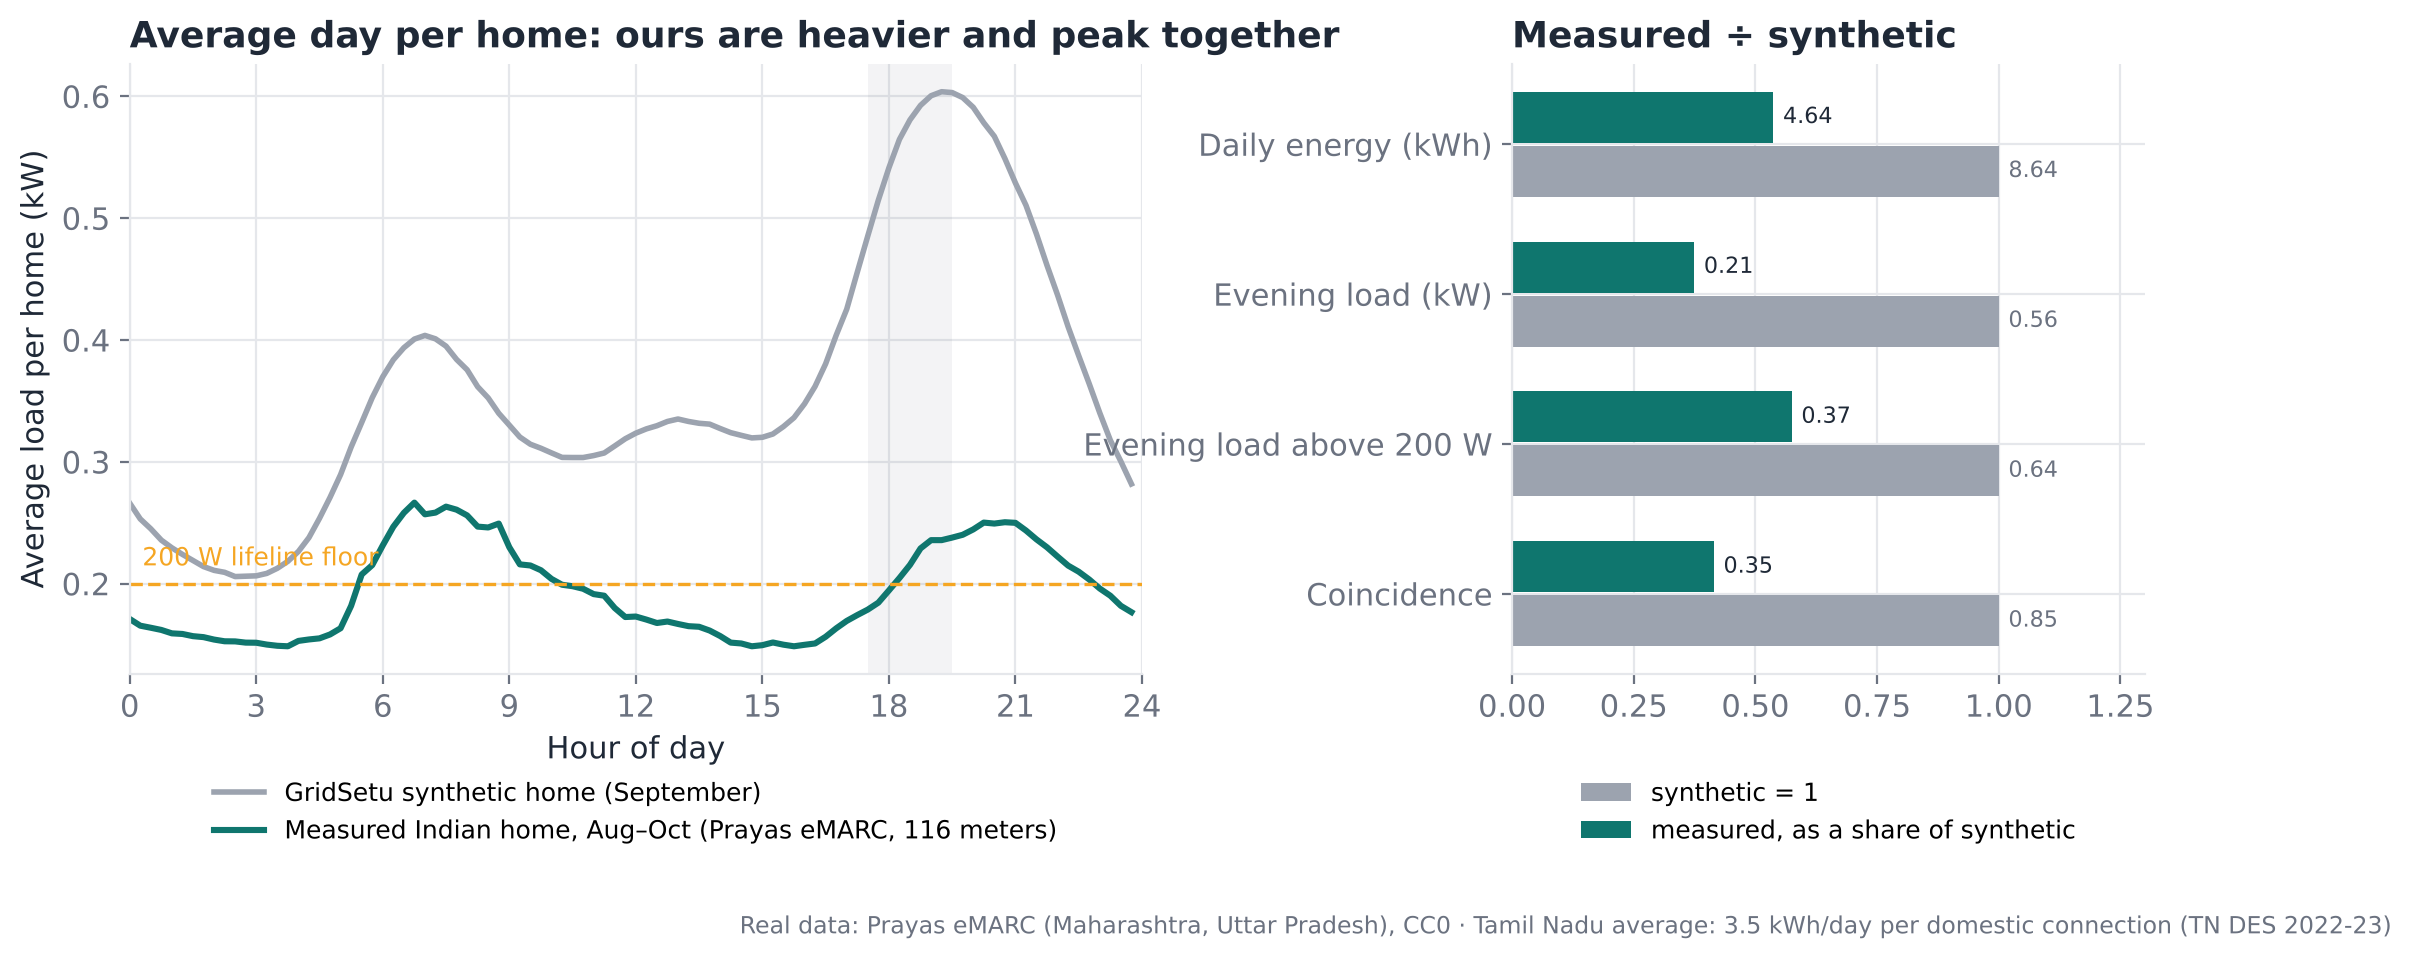 Average day per home: ours are heavier and peak together
Average load per home (kW)
0.6
0.5
0.4
0.3
0.2
200 W lifeline floor
0 3 6 9 12 15 18 21 24
Hour of day
GridSetu synthetic home (September)
Measured Indian home, Aug–Oct (Prayas eMARC, 116 meters)
Measured ÷ synthetic
Daily energy (kWh)
4.64
8.64
Evening load (kW)
0.21
0.56
Evening load above 200 W
0.37
0.64
Coincidence
0.35
0.85
0.00 0.25 0.50 0.75 1.00 1.25
synthetic = 1
measured, as a share of synthetic
Real data: Prayas eMARC (Maharashtra, Uttar Pradesh), CC0 · Tamil Nadu average: 3.5 kWh/day per domestic connection (TN DES 2022-23)